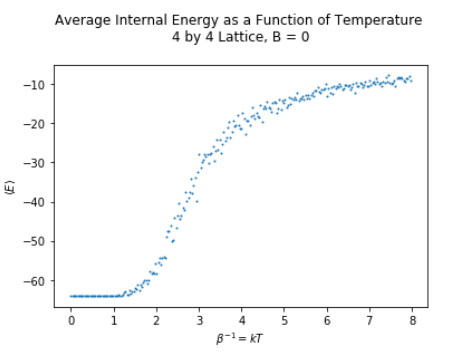 Average Internal Energy as a Function of Temperature
4 by 4 Lattice, B = 0
−10
−20
−30
−40
−50
−60
⟨E⟩
0 1 2 3 4 5 6 7 8
β⁻¹ = kT